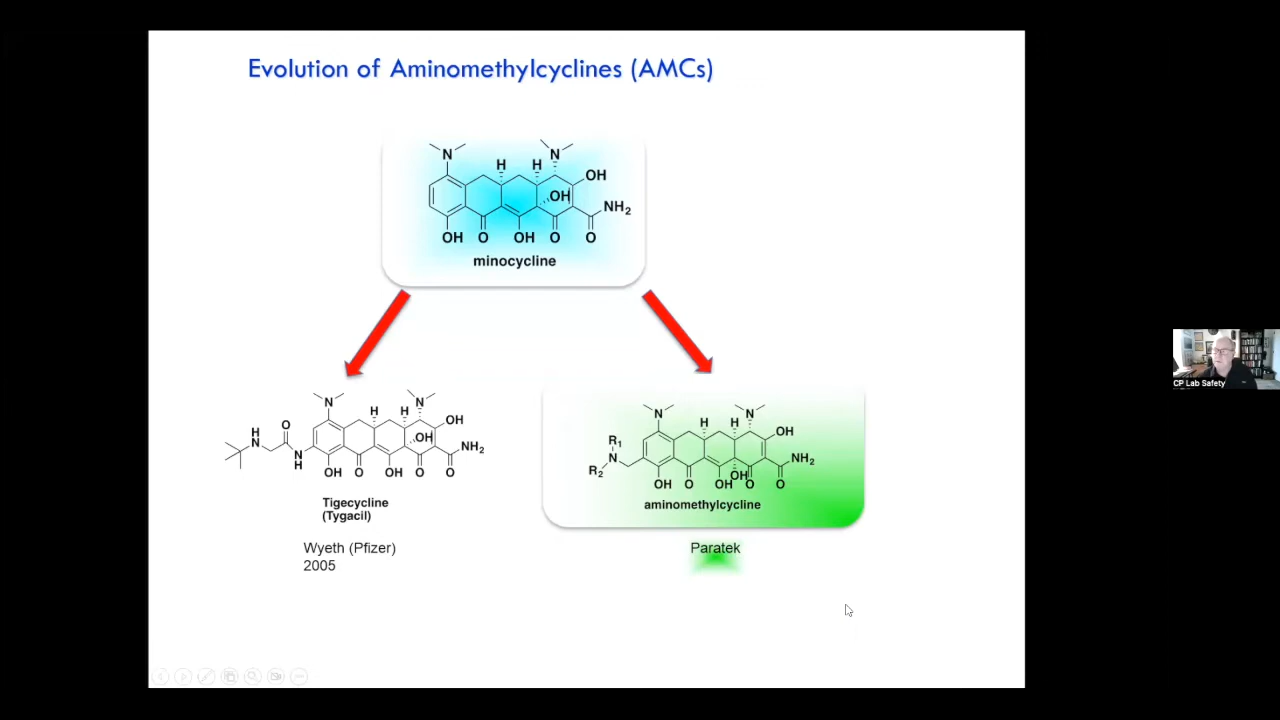 Evolution of Aminomethylcyclines (AMCs)
N N
H H
OH
OH
NH2
OH O OH O O
minocycline
N N
H H
OH
O
H
N
OH
NH2
N
H
OH O OH O O
Tigecycline
(Tygacil)
Wyeth (Pfizer)
2005
N N
H H
OH
R1
N
R2
NH2
OH
OH O OH O O
aminomethylcycline
Paratek
CP Lab Safety